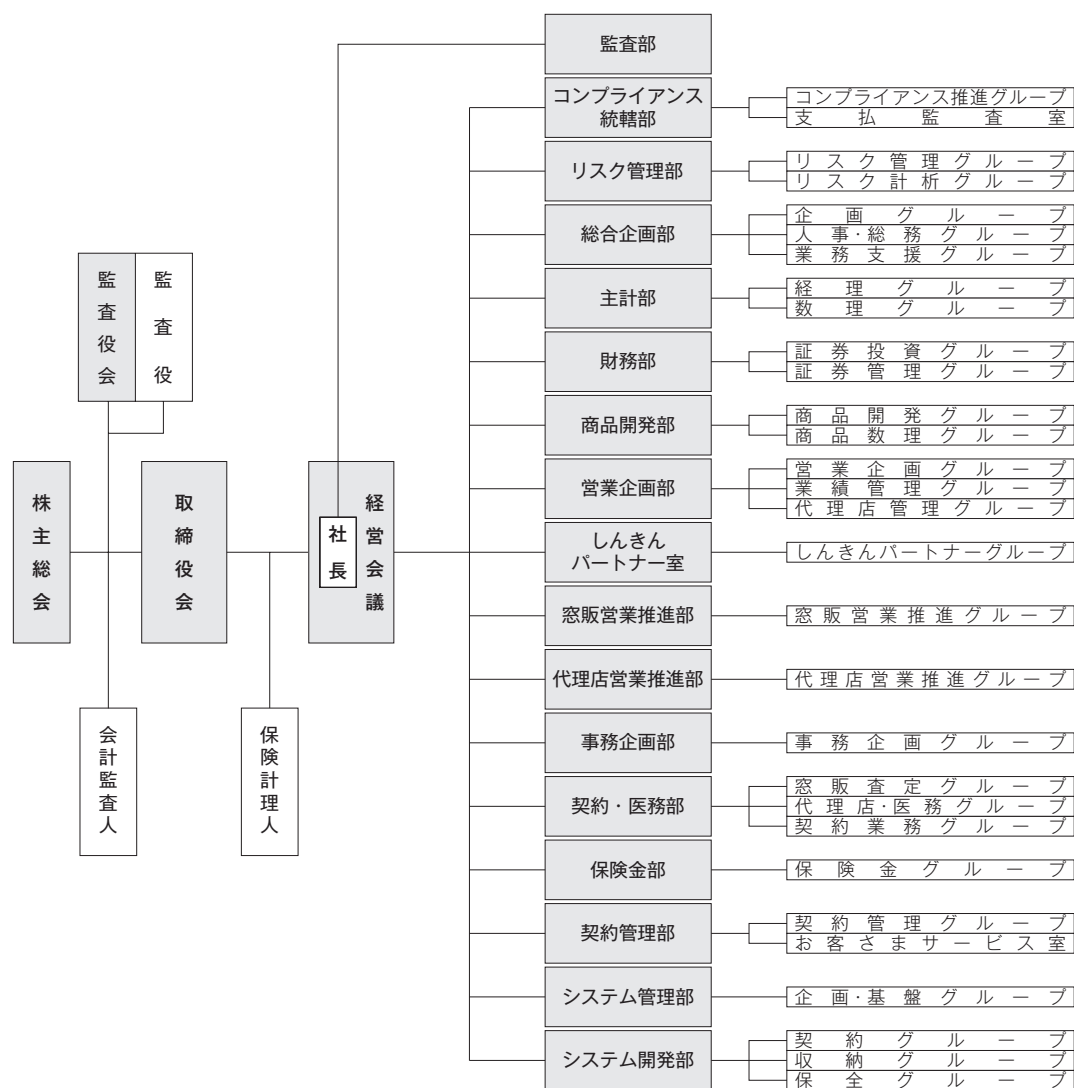 監査部
コンプライアンス
統轄部
コンプライアンス推進グループ
支払監査室
リスク管理部
リスク管理グループ
リスク計析グループ
総合企画部
企画グループ
人事・総務グループ
業務支援グループ
主計部
経理グループ
数理グループ
財務部
証券投資グループ
証券管理グループ
商品開発部
商品開発グループ
商品数理グループ
営業企画部
営業企画グループ
業績管理グループ
代理店管理グループ
しんきん
パートナー室
しんきんパートナーグループ
窓販営業推進部
窓販営業推進グループ
代理店営業推進部
代理店営業推進グループ
事務企画部
事務企画グループ
契約・医務部
窓販査定グループ
代理店・医務グループ
契約業務グループ
保険金部
保険金グループ
契約管理部
契約管理グループ
お客さまサービス室
システム管理部
企画・基盤グループ
システム開発部
契約グループ
収納グループ
保全グループ
監査役会
監査役
株主総会
取締役会
社長
経営会議
会計監査人
保険計理人